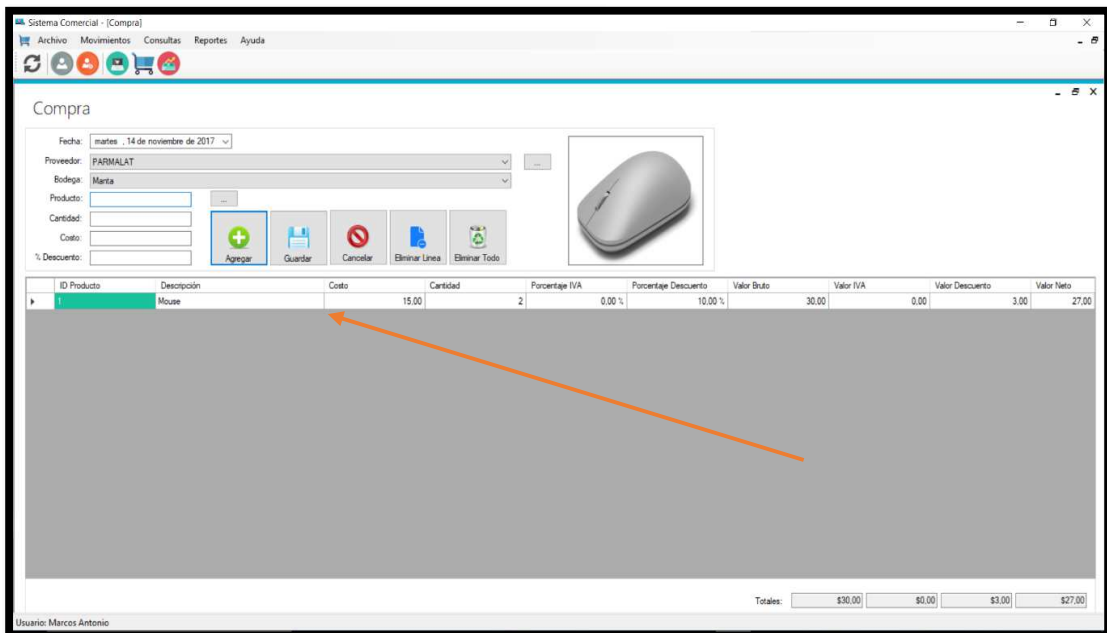 Sistema Comercial - [Compra]
Archivo Movimientos Consultas Reportes Ayuda
Compra
Fecha: martes , 14 de noviembre de 2017
Proveedor: PARMALAT ...
Bodega: Manta
Producto: ...
Cantidad:
Costo:
% Descuento:
Agregar Guardar Cancelar Eliminar Linea Eliminar Todo
ID Producto Descripción Costo Cantidad Porcentaje IVA Porcentaje Descuento Valor Bruto Valor IVA Valor Descuento Valor Neto
1 Mouse 15,00 2 0,00 % 10,00 % 30,00 0,00 3,00 27,00
Totales: $30,00 $0,00 $3,00 $27,00
Usuario: Marcos Antonio